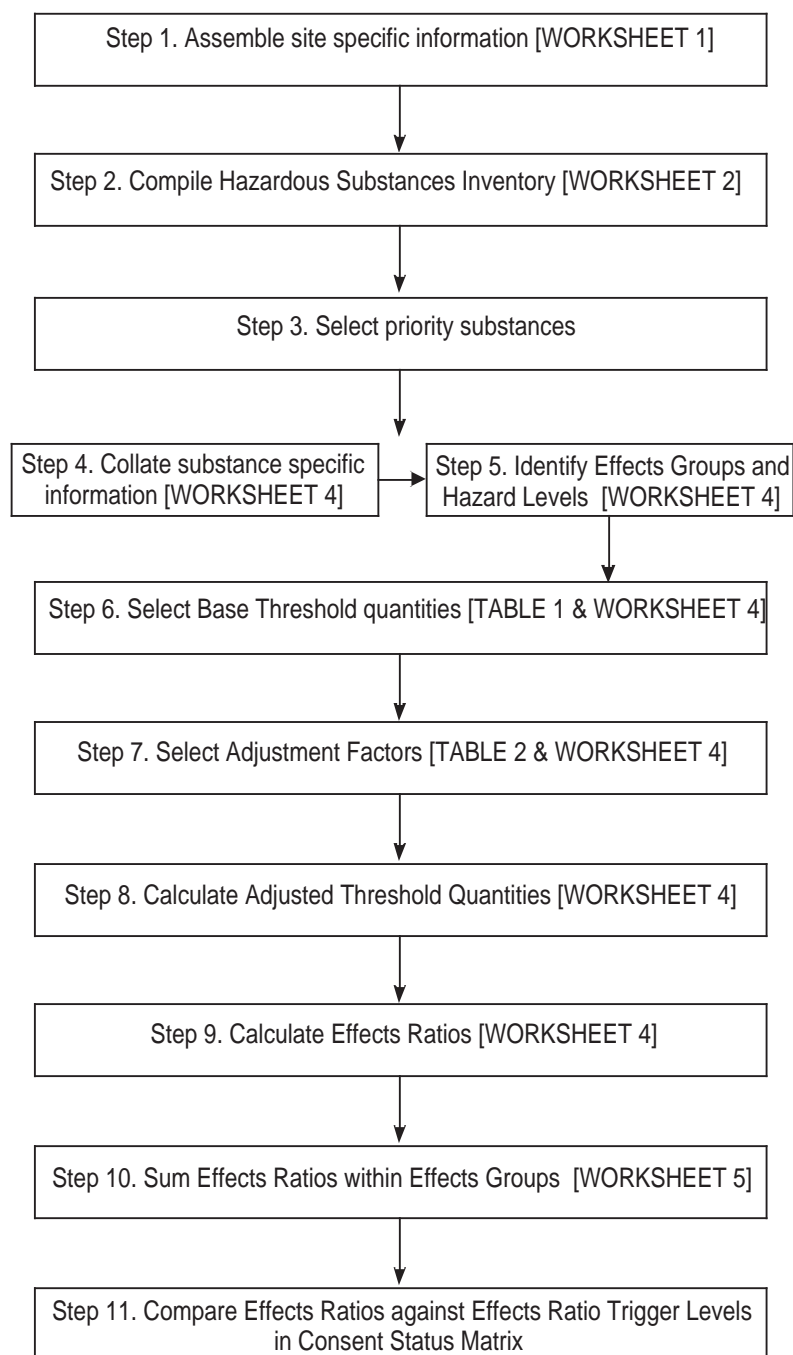 Step 1. Assemble site specific information [WORKSHEET 1]
Step 2. Compile Hazardous Substances Inventory [WORKSHEET 2]
Step 3. Select priority substances
Step 4. Collate substance specific
information [WORKSHEET 4]
Step 5. Identify Effects Groups and
Hazard Levels [WORKSHEET 4]
Step 6. Select Base Threshold quantities [TABLE 1 & WORKSHEET 4]
Step 7. Select Adjustment Factors [TABLE 2 & WORKSHEET 4]
Step 8. Calculate Adjusted Threshold Quantities [WORKSHEET 4]
Step 9. Calculate Effects Ratios [WORKSHEET 4]
Step 10. Sum Effects Ratios within Effects Groups [WORKSHEET 5]
Step 11. Compare Effects Ratios against Effects Ratio Trigger Levels
in Consent Status Matrix